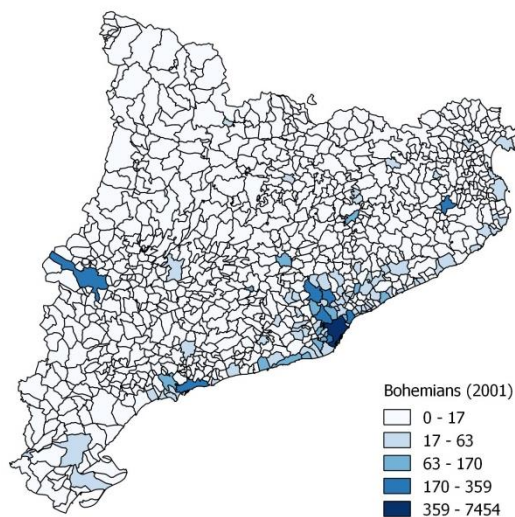 Bohemians (2001)
0 - 17
17 - 63
63 - 170
170 - 359
359 - 7454